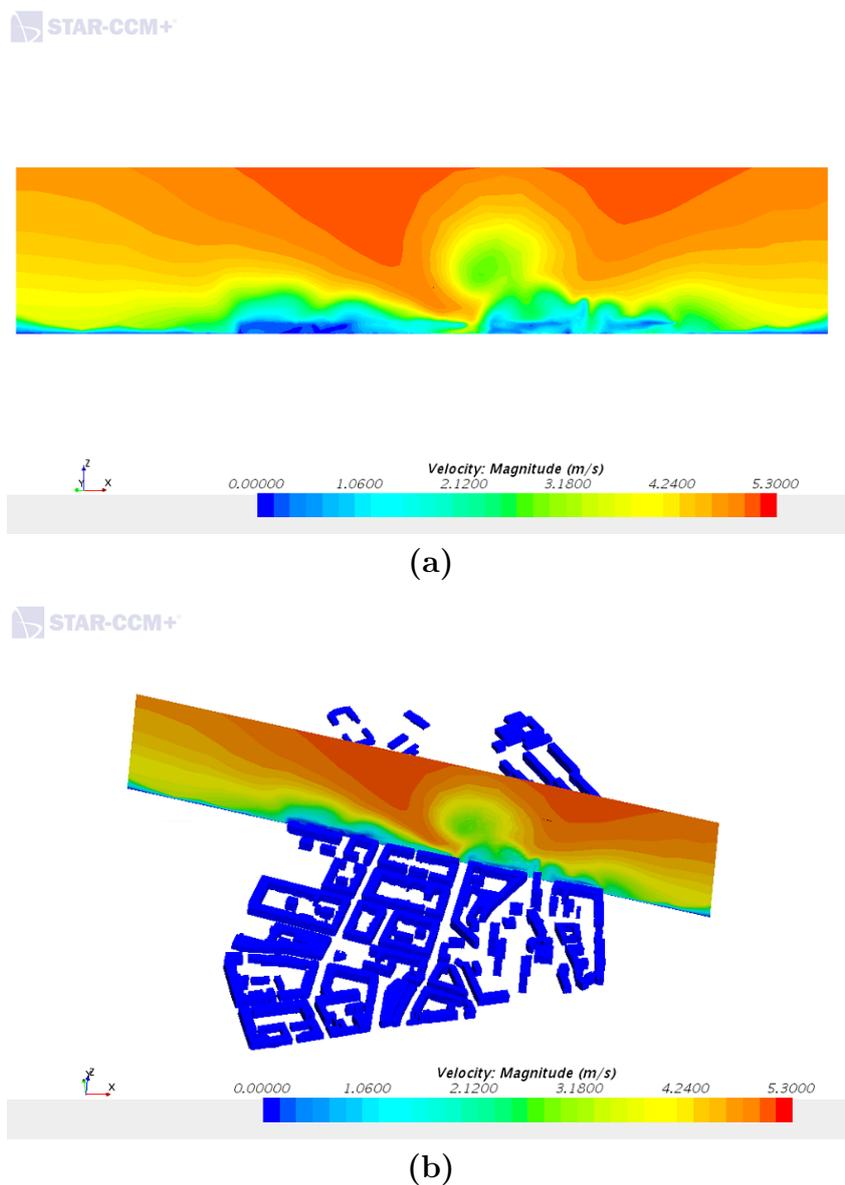 STAR-CCM+
Z
Y X
Velocity: Magnitude (m/s)
0.00000 1.0600 2.1200 3.1800 4.2400 5.3000
(a)
STAR-CCM+
Y Z
X
Velocity: Magnitude (m/s)
0.00000 1.0600 2.1200 3.1800 4.2400 5.3000
(b)